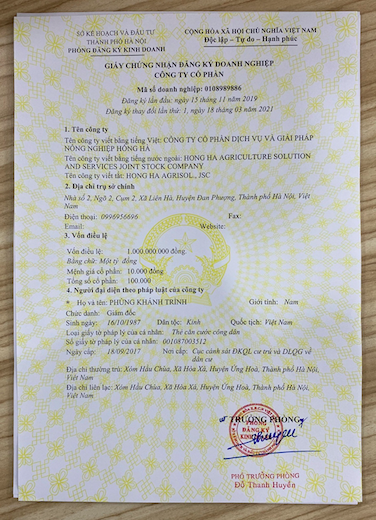 SỞ KẾ HOẠCH VÀ ĐẦU TƯ
THÀNH PHỐ HÀ NỘI
PHÒNG ĐĂNG KÝ KINH DOANH
CỘNG HÒA XÃ HỘI CHỦ NGHĨA VIỆT NAM
Độc lập - Tự do - Hạnh phúc
GIẤY CHỨNG NHẬN ĐĂNG KÝ DOANH NGHIỆP
CÔNG TY CỔ PHẦN
Mã số doanh nghiệp: 0108989886
Đăng ký lần đầu: ngày 15 tháng 11 năm 2019
Đăng ký thay đổi lần thứ: 1, ngày 18 tháng 03 năm 2021
1. Tên công ty
Tên công ty viết bằng tiếng Việt: CÔNG TY CỔ PHẦN DỊCH VỤ VÀ GIẢI PHÁP
NÔNG NGHIỆP HỒNG HÀ
Tên công ty viết bằng tiếng nước ngoài: HONG HA AGRICULTURE SOLUTION
AND SERVICES JOINT STOCK COMPANY
Tên công ty viết tắt: HONG HA AGRISOL., JSC
2. Địa chỉ trụ sở chính
Nhà số 2, Ngõ 2, Cụm 2, Xã Liên Hà, Huyện Đan Phượng, Thành phố Hà Nội, Việt
Nam
Điện thoại: 0996956696 Fax:
Email: Website:
3. Vốn điều lệ
Vốn điều lệ: 1.000.000.000 đồng.
Bằng chữ: Một tỷ đồng
Mệnh giá cổ phần: 10.000 đồng
Tổng số cổ phần: 100.000
4. Người đại diện theo pháp luật của công ty
* Họ và tên: PHÙNG KHÁNH TRÌNH Giới tính: Nam
Chức danh: Giám đốc
Sinh ngày: 16/10/1987 Dân tộc: Kinh Quốc tịch: Việt Nam
Loại giấy tờ pháp lý của cá nhân: Thẻ căn cước công dân
Số giấy tờ pháp lý của cá nhân: 001087003512
Ngày cấp: 18/09/2017 Nơi cấp: Cục cảnh sát ĐKQL cư trú và DLQG về
dân cư
Địa chỉ thường trú: Xóm Hầu Chùa, Xã Hòa Xá, Huyện Ứng Hoà, Thành phố Hà Nội,
Việt Nam
Địa chỉ liên lạc: Xóm Hầu Chùa, Xã Hòa Xá, Huyện Ứng Hoà, Thành phố Hà Nội,
Việt Nam
TRƯỞNG PHÒNG
PHÒNG
ĐĂNG KÝ
KINH
PHÓ TRƯỞNG PHÒNG
Đỗ Thanh Huyền